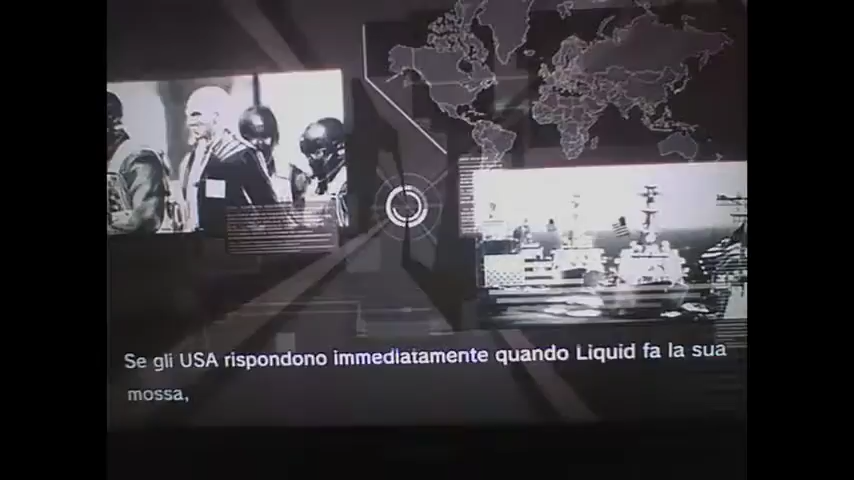 Se gli USA rispondono immediatamente quando Liquid fa la sua
mossa,